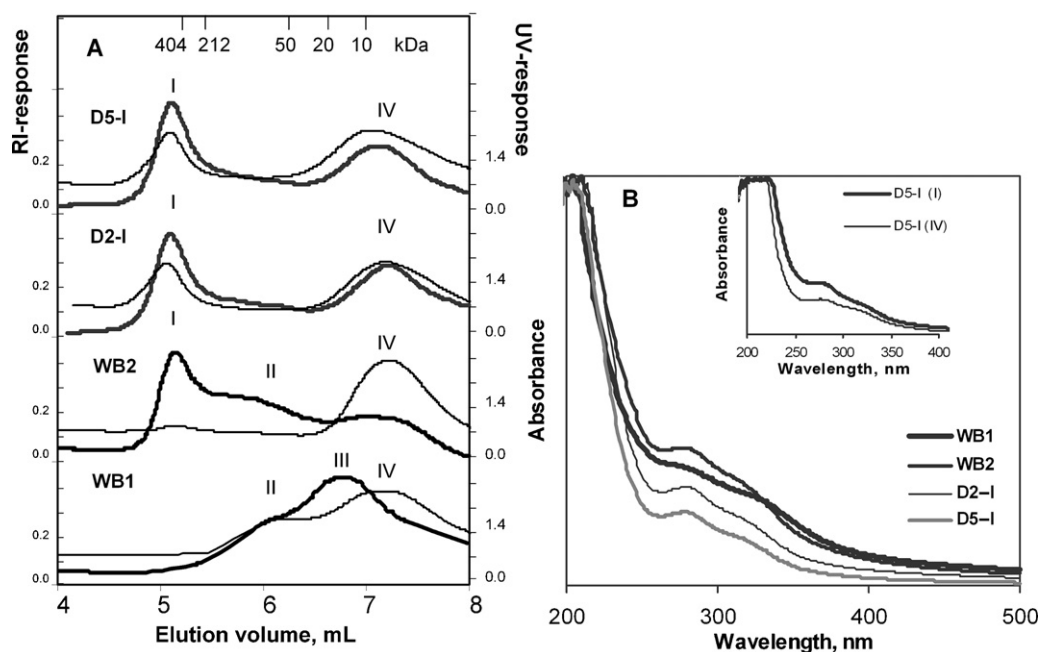 A
404 212 50 20 10 kDa
RI-response
UV-response
I
IV
D5-I
0.2
1.4
0.0
0.0
I
IV
D2-I
0.2
1.4
0.0
0.0
I
II
IV
WB2
0.2
1.4
0.0
0.0
II
III
IV
WB1
0.2
1.4
0.0
0.0
4 5 6 7 8
Elution volume, mL
B
D5-I (I)
D5-I (IV)
Absorbance
200 250 300 350 400
Wavelength, nm
Absorbance
WB1
WB2
D2–I
D5–I
200 300 400 500
Wavelength, nm